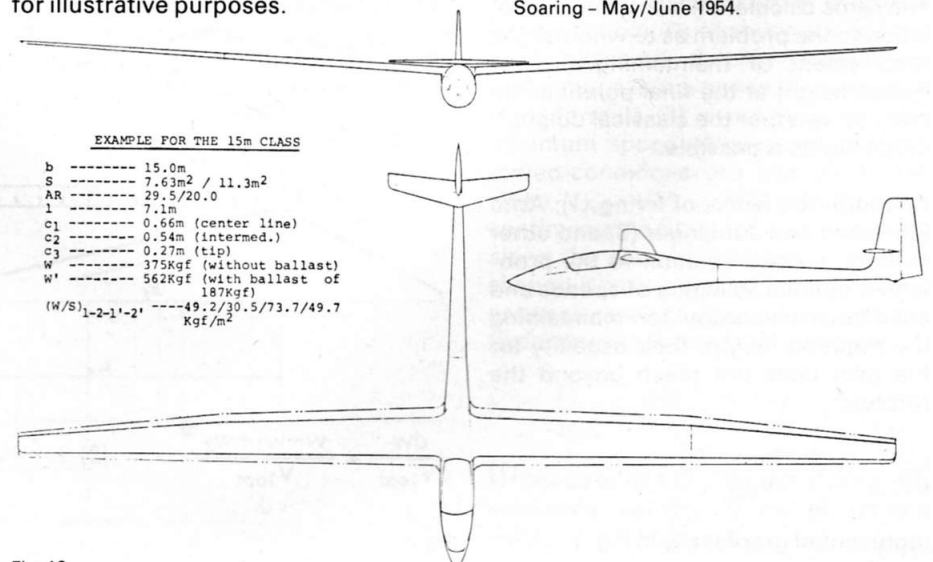 for illustrative purposes.
Soaring - May/June 1954.
EXAMPLE FOR THE 15m CLASS
b -------- 15.0m
S -------- 7.63m² / 11.3m²
AR -------- 29.5/20.0
l -------- 7.1m
c1 -------- 0.66m (center line)
c2 -------- 0.54m (intermed.)
c3 -------- 0.27m (tip)
W -------- 375Kgf (without ballast)
W' -------- 562Kgf (with ballast of
187Kgf)
(W/S)1-2-1'-2' ----49.2/30.5/73.7/49.7
Kgf/m²